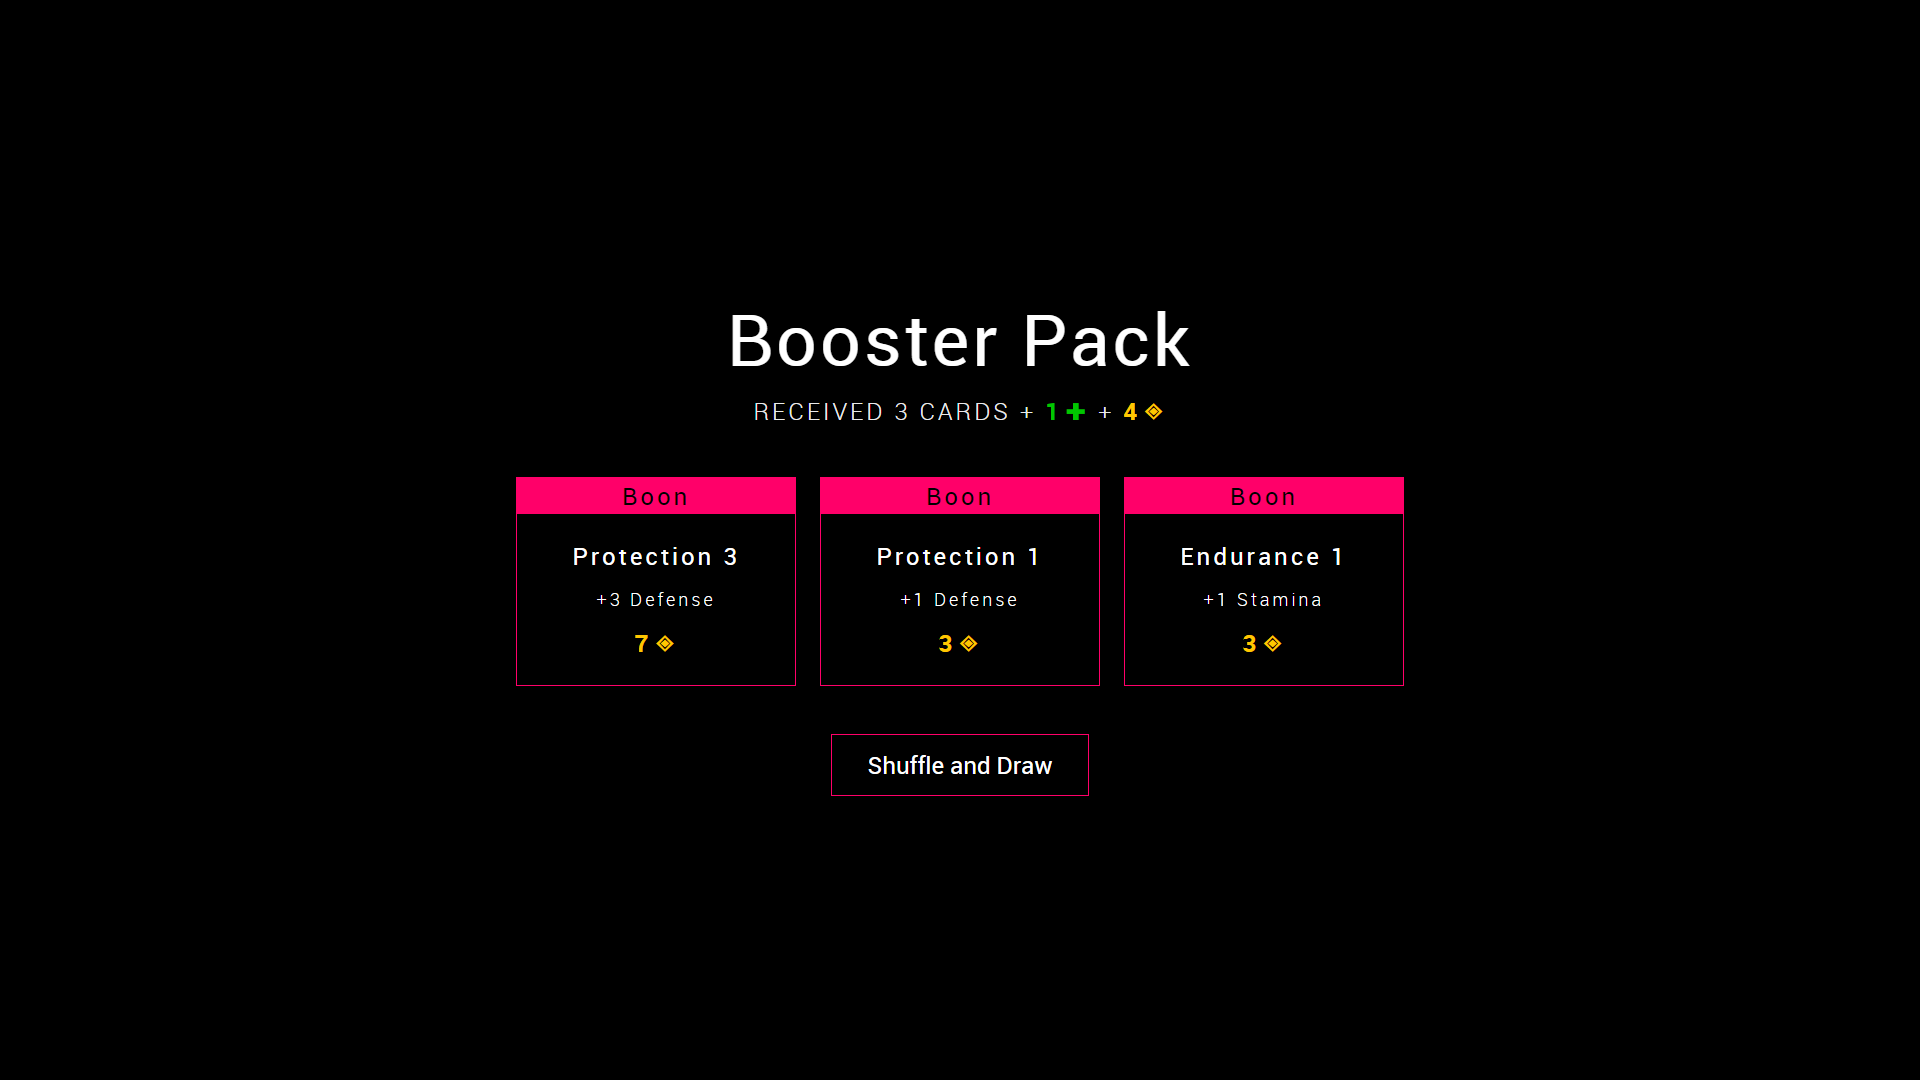 Booster Pack
RECEIVED 3 CARDS + 1 + 4
Boon
Protection 3
+3 Defense
7
Boon
Protection 1
+1 Defense
3
Boon
Endurance 1
+1 Stamina
3
Shuffle and Draw